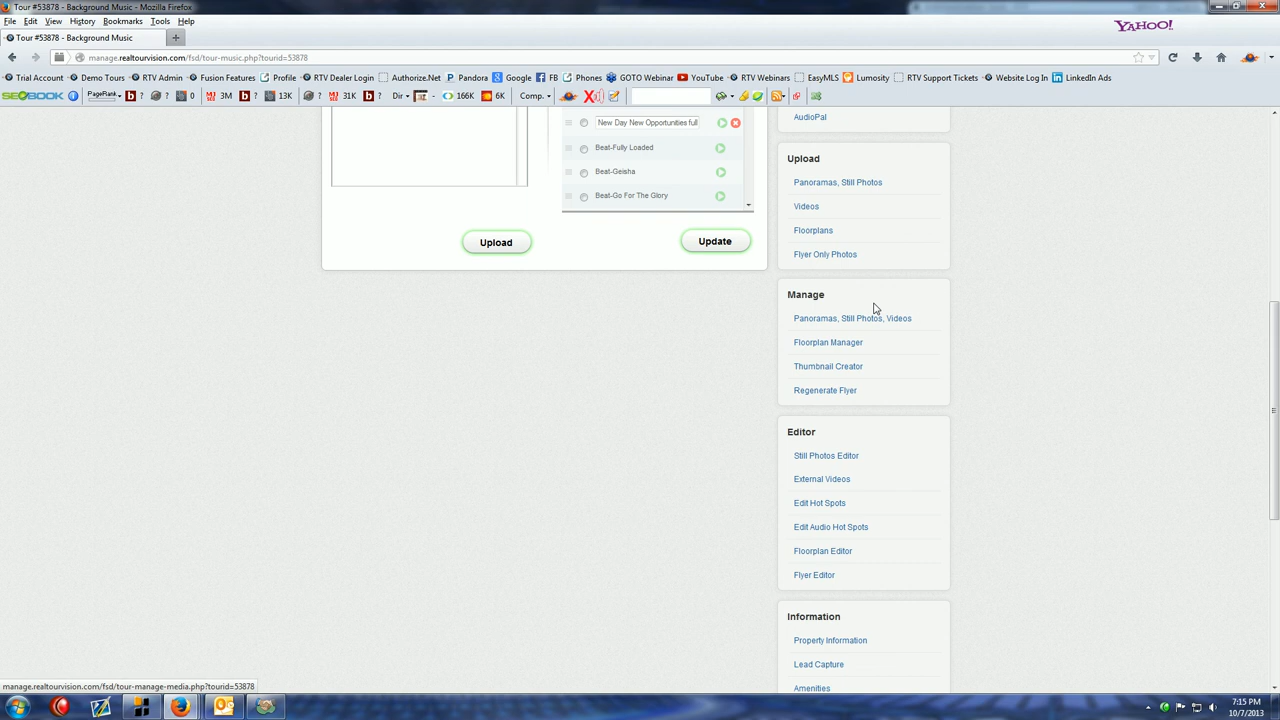 Tour #53878 - Background Music - Mozilla Firefox
File Edit View History Bookmarks Tools Help
YAHOO!
Tour #53878 - Background Music
manage.realtourvision.com/fsd/tour-music.php?tourid=53878
Trial Account Demo Tours RTV Admin Fusion Features Profile RTV Dealer Login Authorize.Net Pandora Google FB Phones GOTO Webinar YouTube RTV Webinars EasyMLS Lumosity RTV Support Tickets Website Log In LinkedIn Ads
SEOBOOK PageRank ? ? 0 3M ? 13K ? 31K ? Dir 166K 6K Comp.
AudioPal
New Day New Opportunities full
Beat-Fully Loaded
Beat-Geisha
Beat-Go For The Glory
Upload
Update
Upload
Panoramas, Still Photos
Videos
Floorplans
Flyer Only Photos
Manage
Panoramas, Still Photos, Videos
Floorplan Manager
Thumbnail Creator
Regenerate Flyer
Editor
Still Photos Editor
External Videos
Edit Hot Spots
Edit Audio Hot Spots
Floorplan Editor
Flyer Editor
Information
Property Information
Lead Capture
Amenities
manage.realtourvision.com/fsd/tour-manage-media.php?tourid=53878
7:15 PM
10/7/2013